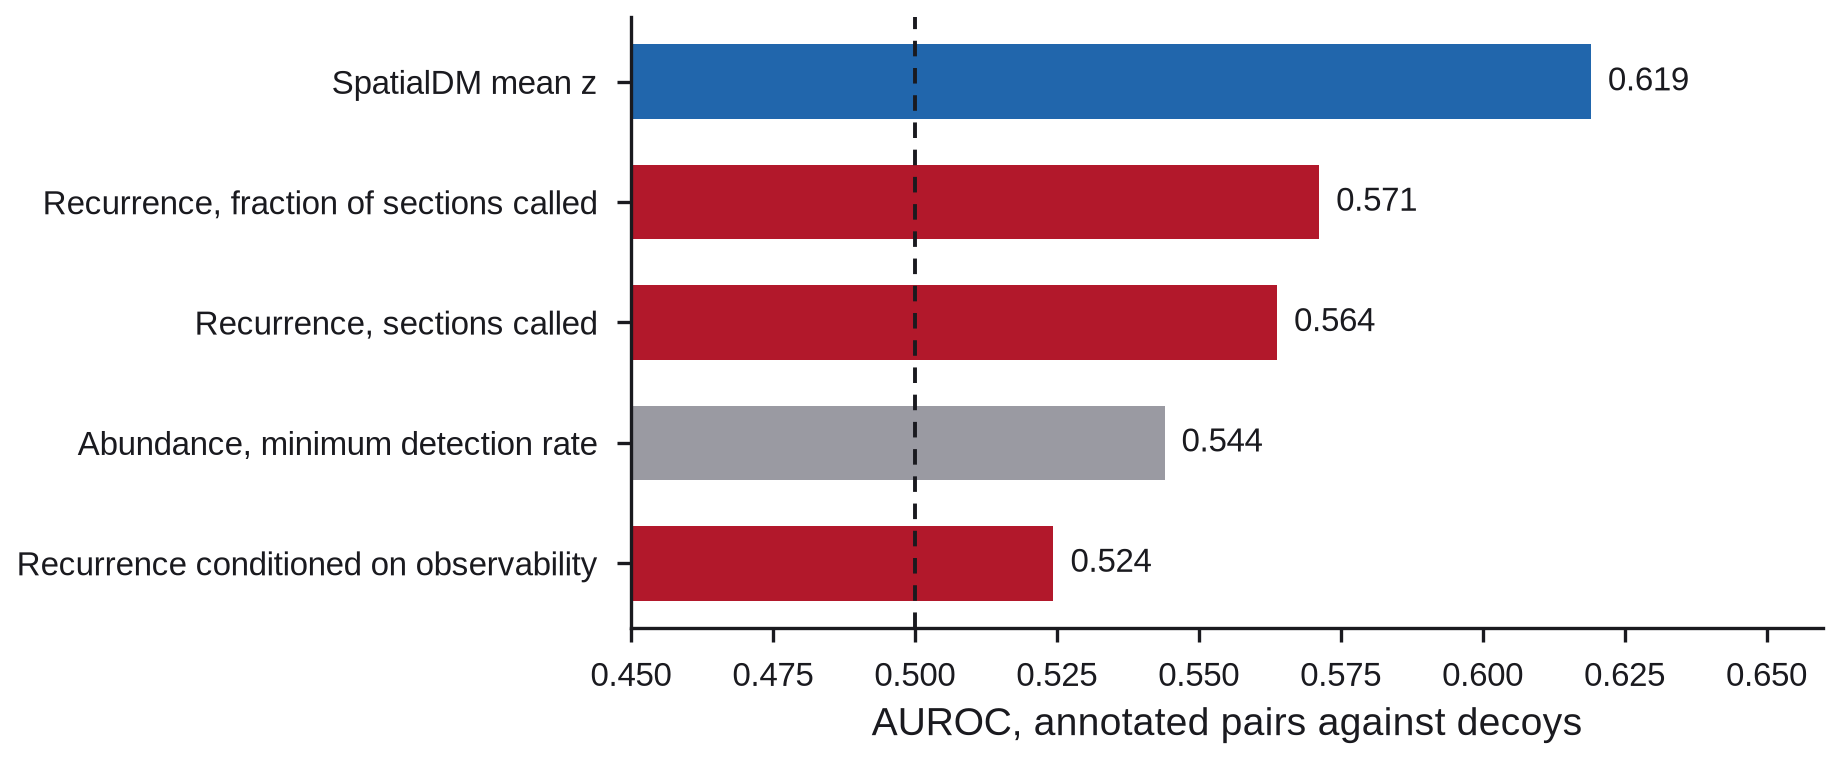 SpatialDM mean z
0.619
Recurrence, fraction of sections called
0.571
Recurrence, sections called
0.564
Abundance, minimum detection rate
0.544
Recurrence conditioned on observability
0.524
0.450 0.475 0.500 0.525 0.550 0.575 0.600 0.625 0.650
AUROC, annotated pairs against decoys